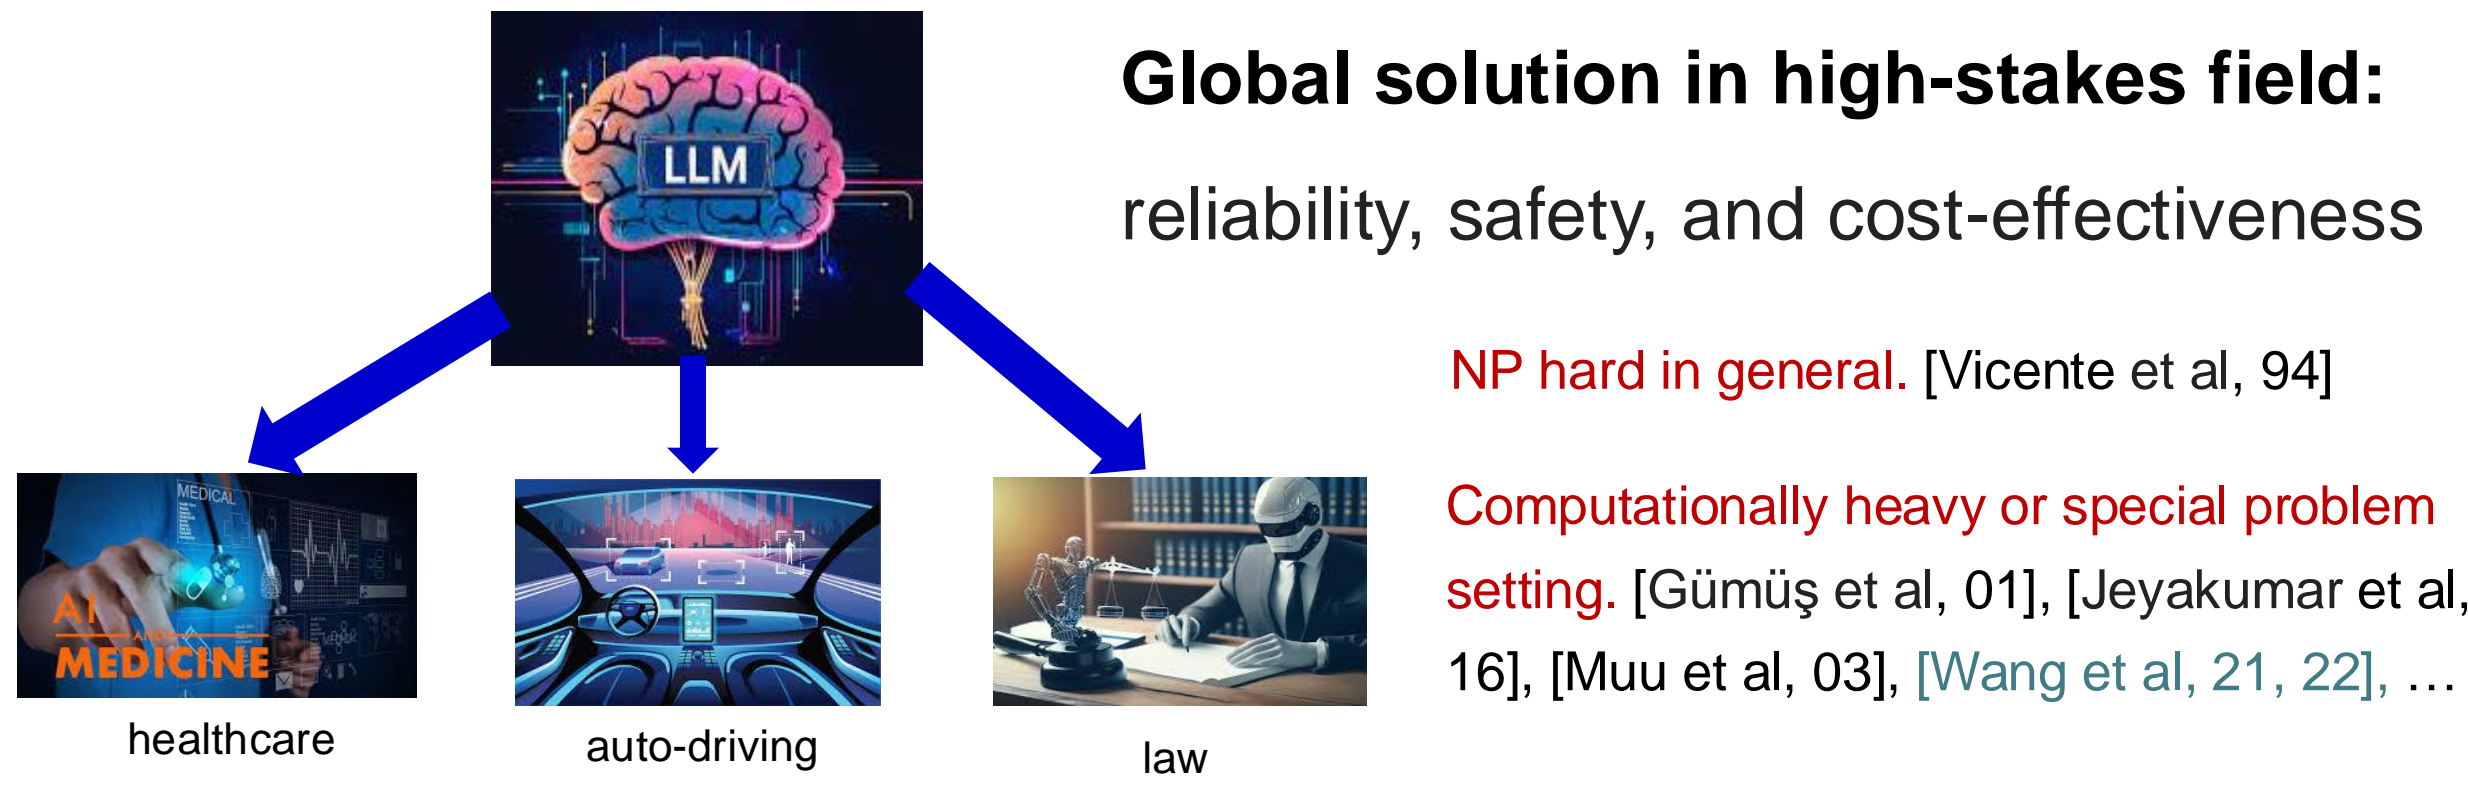 LLM
Global solution in high-stakes field:
reliability, safety, and cost-effectiveness
NP hard in general. [Vicente et al, 94]
Computationally heavy or special problem
setting. [Gümüş et al, 01], [Jeyakumar et al,
16], [Muu et al, 03], [Wang et al, 21, 22], …
MEDICAL
AI
AND
MEDICINE
healthcare
auto-driving
law